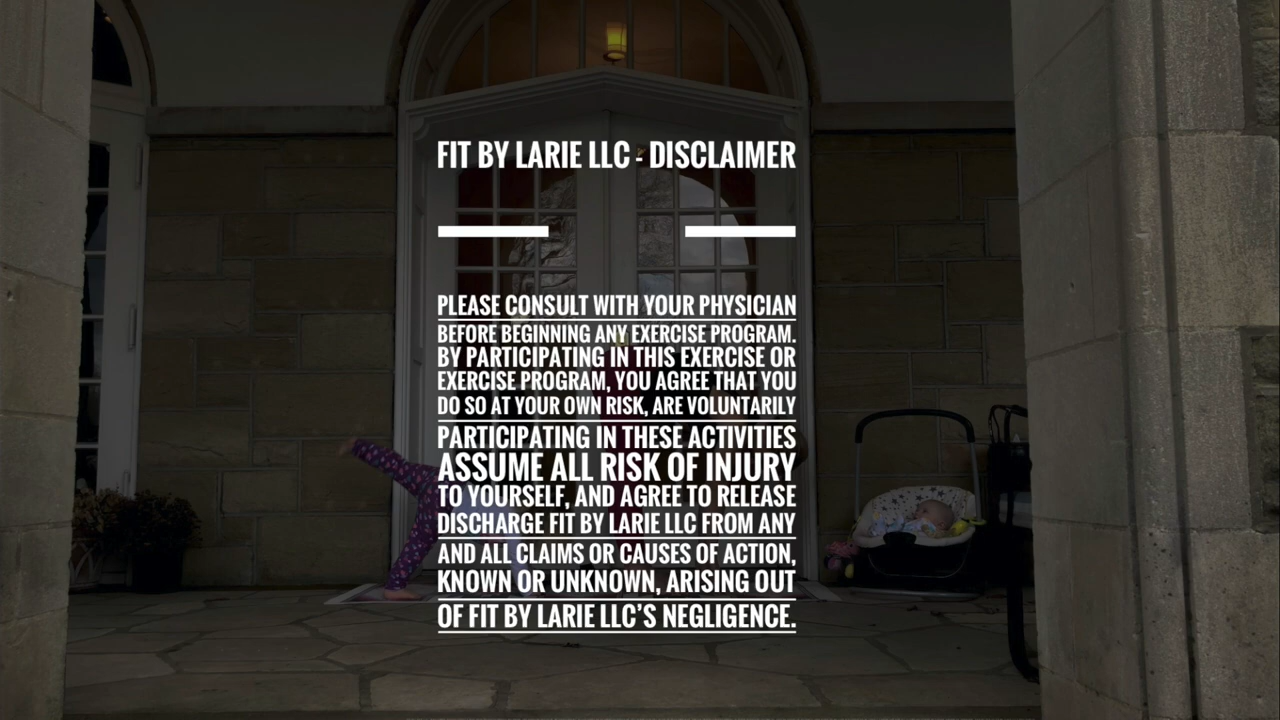 FIT BY LARIE LLC - DISCLAIMER
PLEASE CONSULT WITH YOUR PHYSICIAN
BEFORE BEGINNING ANY EXERCISE PROGRAM.
BY PARTICIPATING IN THIS EXERCISE OR
EXERCISE PROGRAM, YOU AGREE THAT YOU
DO SO AT YOUR OWN RISK, ARE VOLUNTARILY
PARTICIPATING IN THESE ACTIVITIES
ASSUME ALL RISK OF INJURY
TO YOURSELF, AND AGREE TO RELEASE
DISCHARGE FIT BY LARIE LLC FROM ANY
AND ALL CLAIMS OR CAUSES OF ACTION,
KNOWN OR UNKNOWN, ARISING OUT
OF FIT BY LARIE LLC'S NEGLIGENCE.